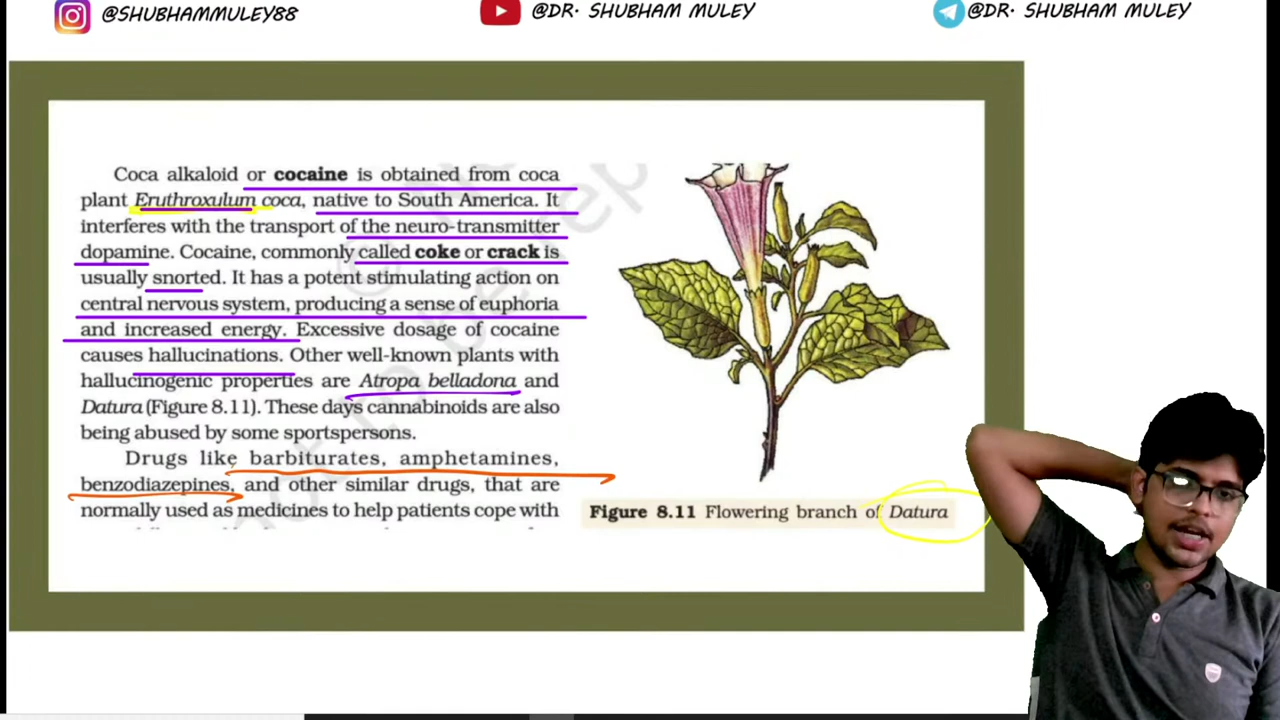 @SHUBHAMMULEY88
@DR. SHUBHAM MULEY
@DR. SHUBHAM MULEY
Coca alkaloid or cocaine is obtained from coca
plant Erythroxylum coca, native to South America. It
interferes with the transport of the neuro-transmitter
dopamine. Cocaine, commonly called coke or crack is
usually snorted. It has a potent stimulating action on
central nervous system, producing a sense of euphoria
and increased energy. Excessive dosage of cocaine
causes hallucinations. Other well-known plants with
hallucinogenic properties are Atropa belladona and
Datura (Figure 8.11). These days cannabinoids are also
being abused by some sportspersons.
Drugs like barbiturates, amphetamines,
benzodiazepines, and other similar drugs, that are
normally used as medicines to help patients cope with
Figure 8.11 Flowering branch of Datura